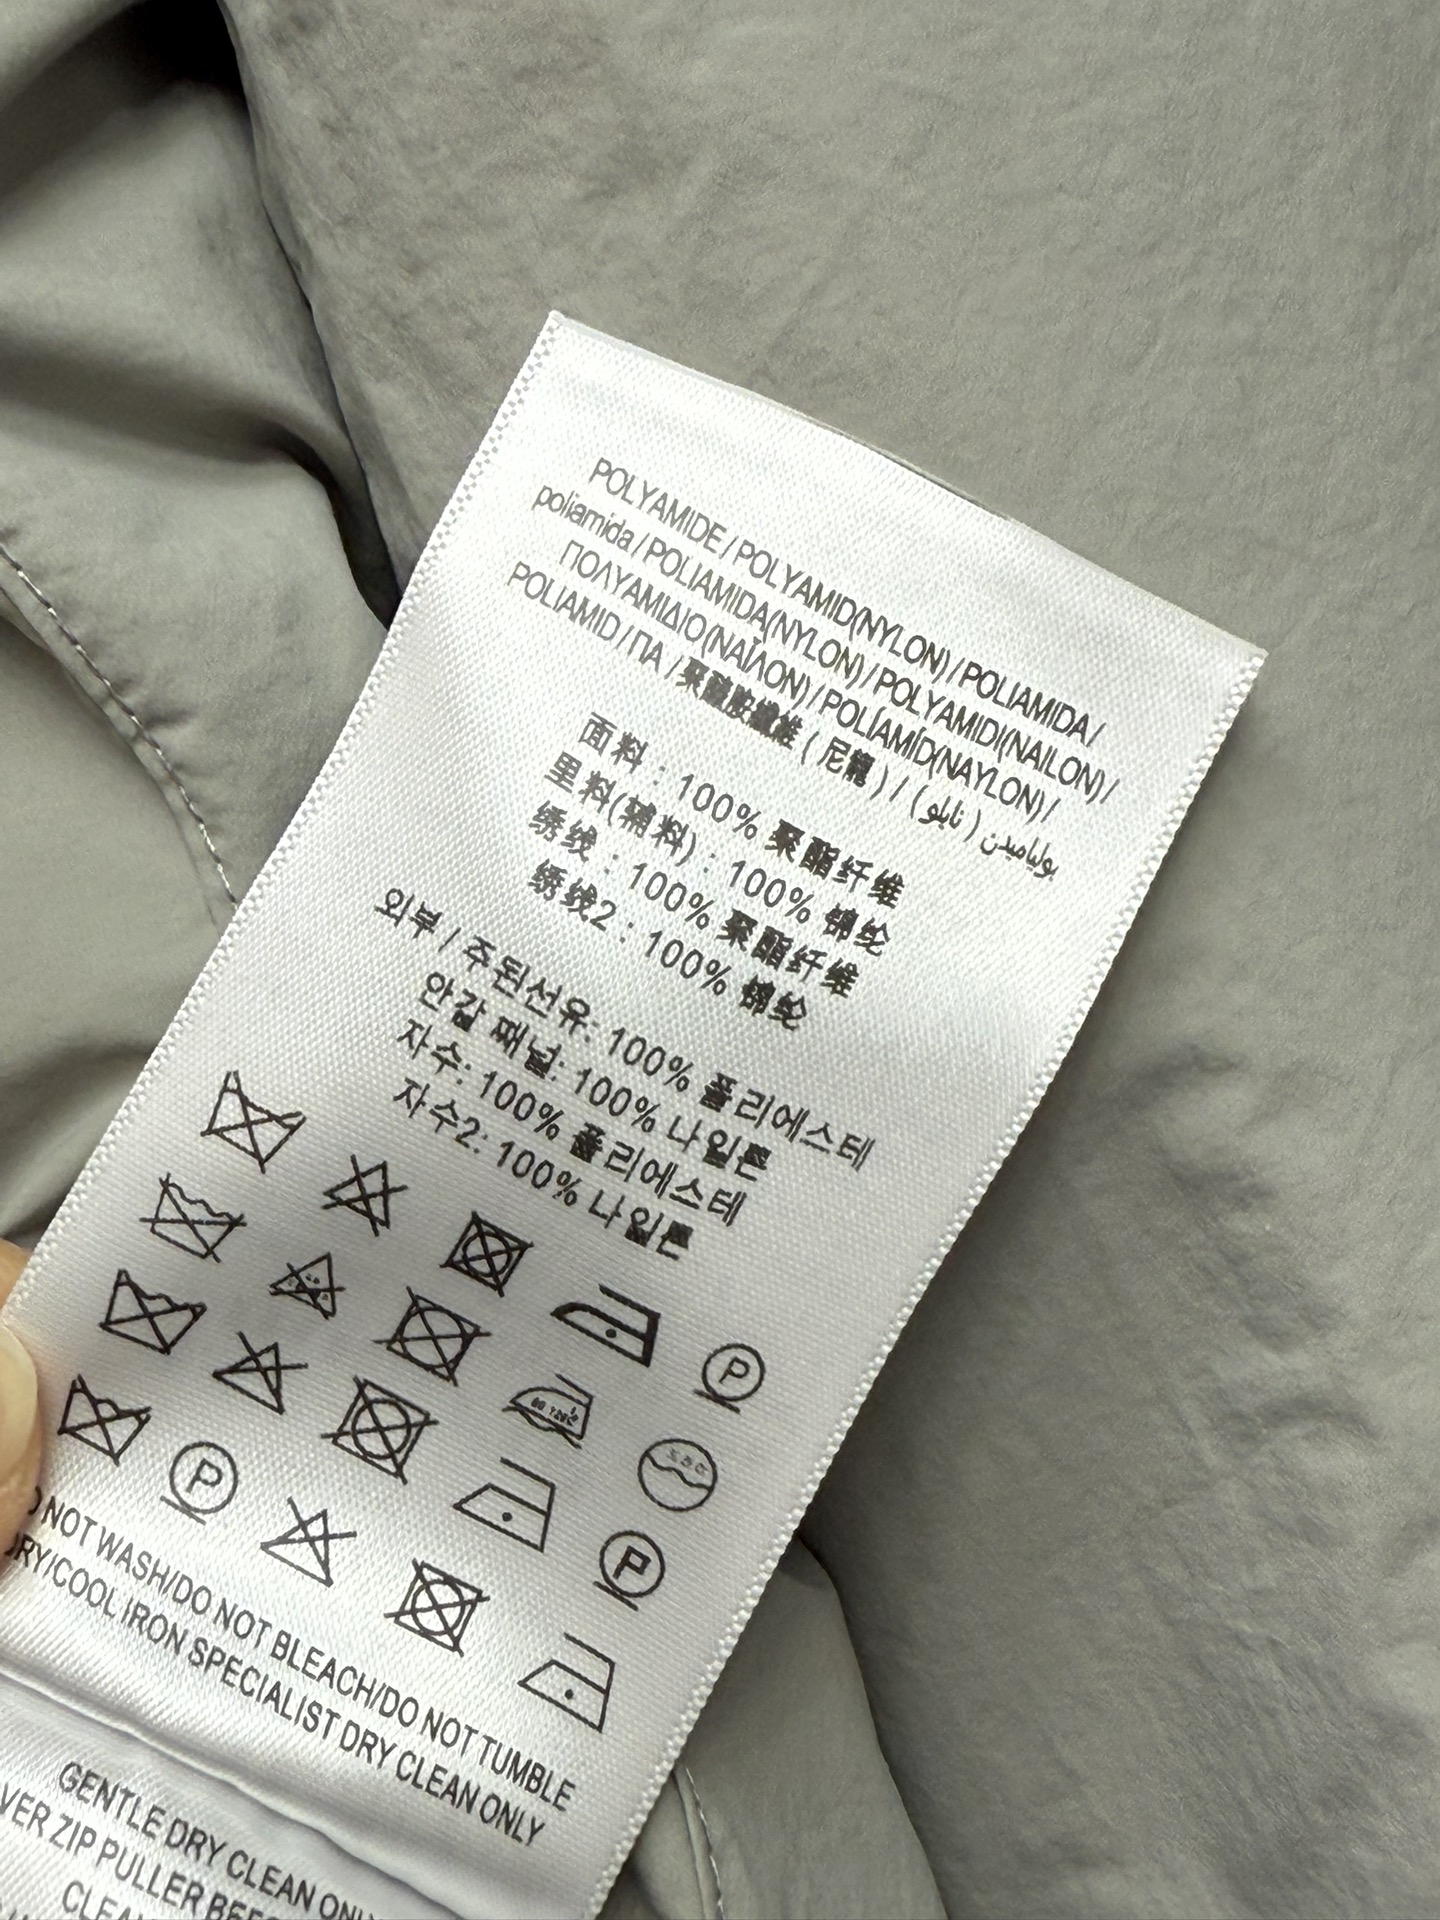 POLYAMIDE / POLYAMID(NYLON) / POLIAMIDA /
poliamida / POLIAMIDA(NYLON) / POLYAMIDI(NAILON) /
ΠΟΛΥΑΜΙΔΙΟ(ΝΑΪΛΟΝ) / POLÍAMÍD(NAYLON) /
POLIAMID / ПА / 聚醯胺纖維 ( 尼龍 ) / بوليامیدن ( نايلو )
面料 : 100% 聚酯纤维
里料(辅料) : 100% 锦纶
绣线 : 100% 聚酯纤维
绣线2 : 100% 锦纶
외부 / 주된선유: 100% 폴리에스테
안감 패널: 100% 나일론
자수: 100% 폴리에스테
자수2: 100% 나일론
P
P
P
NOT WASH/DO NOT BLEACH/DO NOT TUMBLE
DRY/COOL IRON SPECIALIST DRY CLEAN ONLY
GENTLE DRY CLEAN ONLY
ZIP PULLER